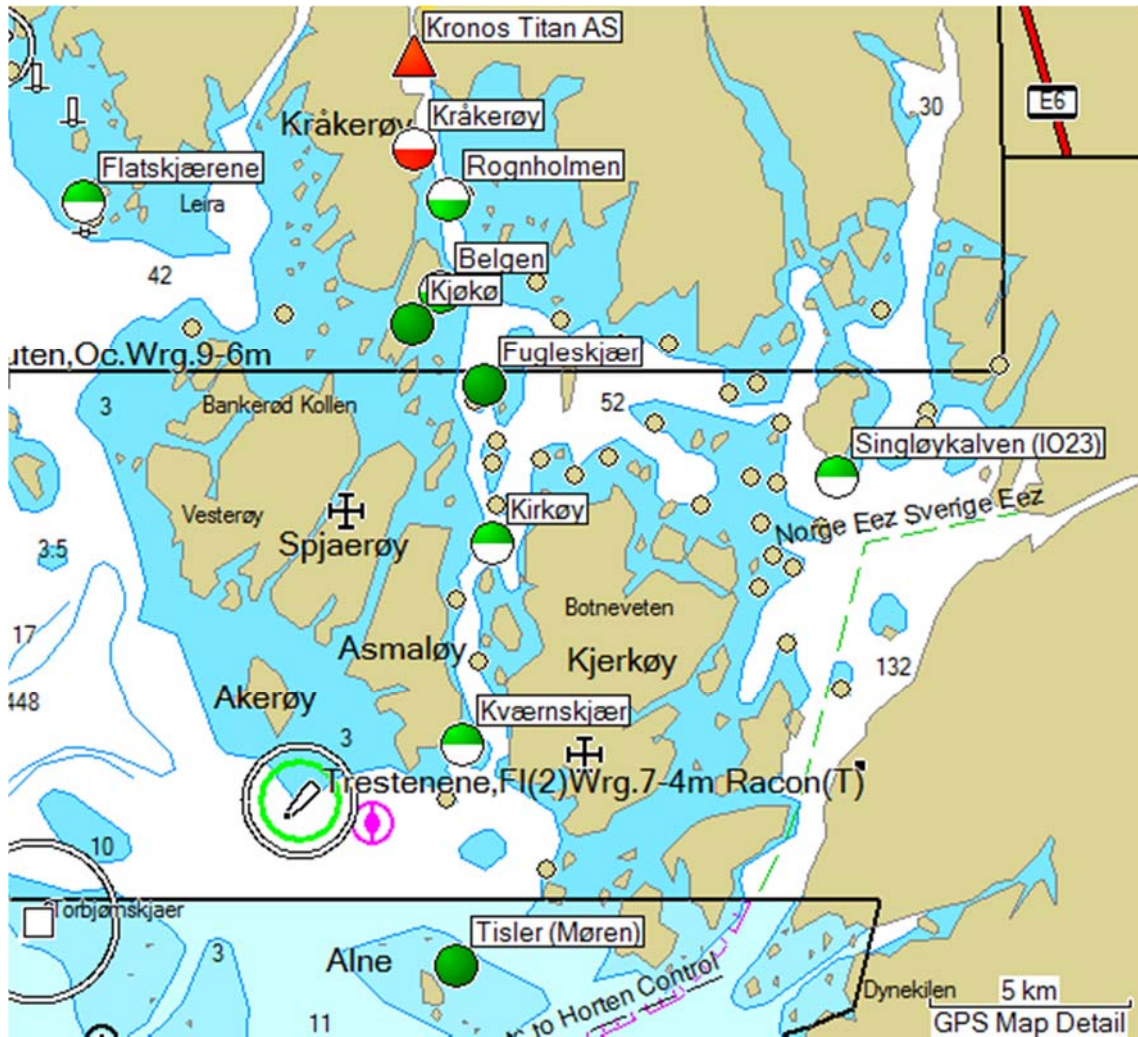 Kronos Titan AS
30
E6
Kråkerøy
Kråkerøy
Flatskjærene
Rognholmen
Leira
Belgen
42
Kjøkø
uten,Oc.Wrg.9-6m
Fugleskjær
3
Bankerød Kollen
52
Singløykalven (IO23)
Vesterøy
Kirkøy
Norge Eez Sverige Eez
Spjaerøy
3:5
Botneveten
17
Asmaløy
Kjerkøy
132
Akerøy
448
Kværnskjær
3
Trestenene,Fl(2)Wrg.7-4m Racon(T)
10
Torbjørnskjaer
Tisler (Møren)
3
Alne
to Horten Control
Dynekilen
5 km
11
GPS Map Detail